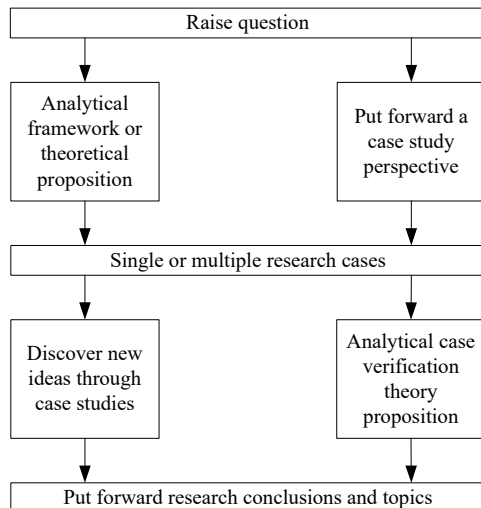 Raise question
Analytical
framework or
theoretical
proposition
Put forward a
case study
perspective
Single or multiple research cases
Discover new
ideas through
case studies
Analytical case
verification
theory
proposition
Put forward research conclusions and topics